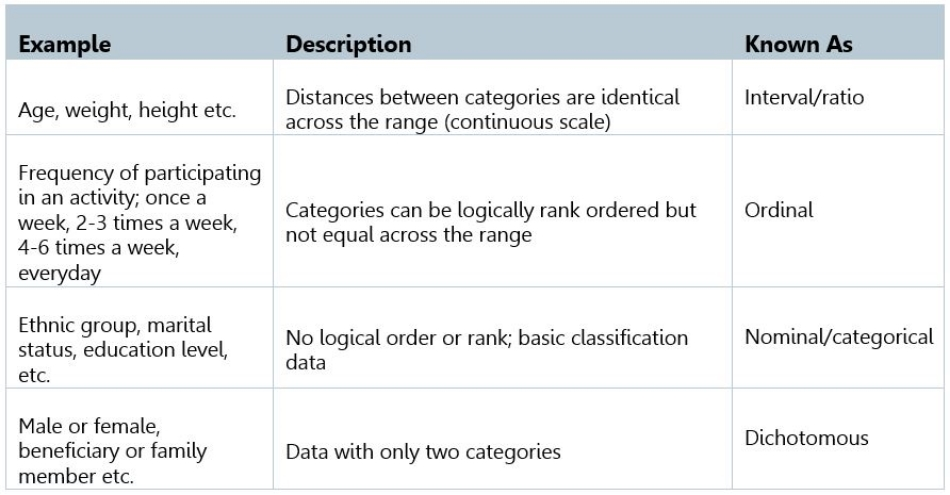 Example Description Known As
Age, weight, height etc.
Distances between categories are identical
across the range (continuous scale)
Interval/ratio
Frequency of participating
in an activity; once a
week, 2-3 times a week,
4-6 times a week,
everyday
Categories can be logically rank ordered but
not equal across the range
Ordinal
Ethnic group, marital
status, education level,
etc.
No logical order or rank; basic classification
data
Nominal/categorical
Male or female,
beneficiary or family
member etc.
Data with only two categories
Dichotomous